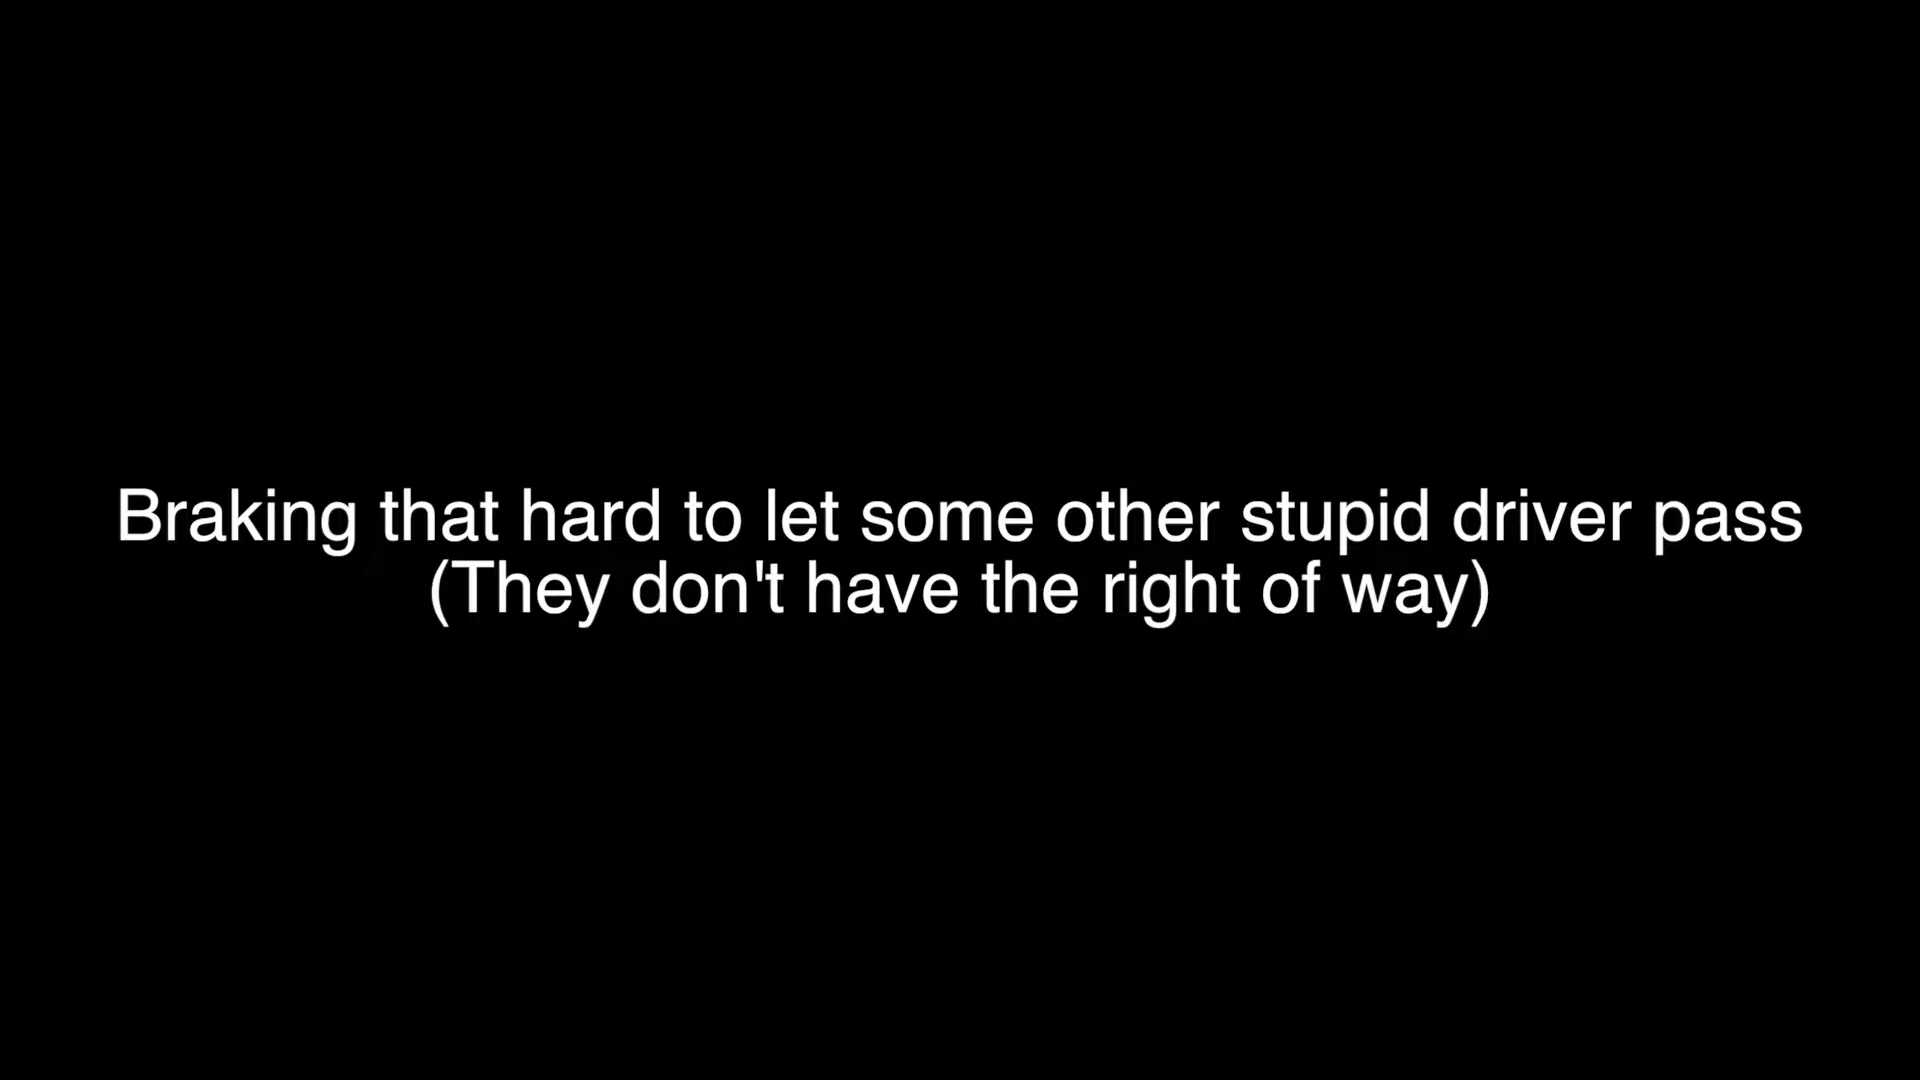 Braking that hard to let some other stupid driver pass
(They don't have the right of way)